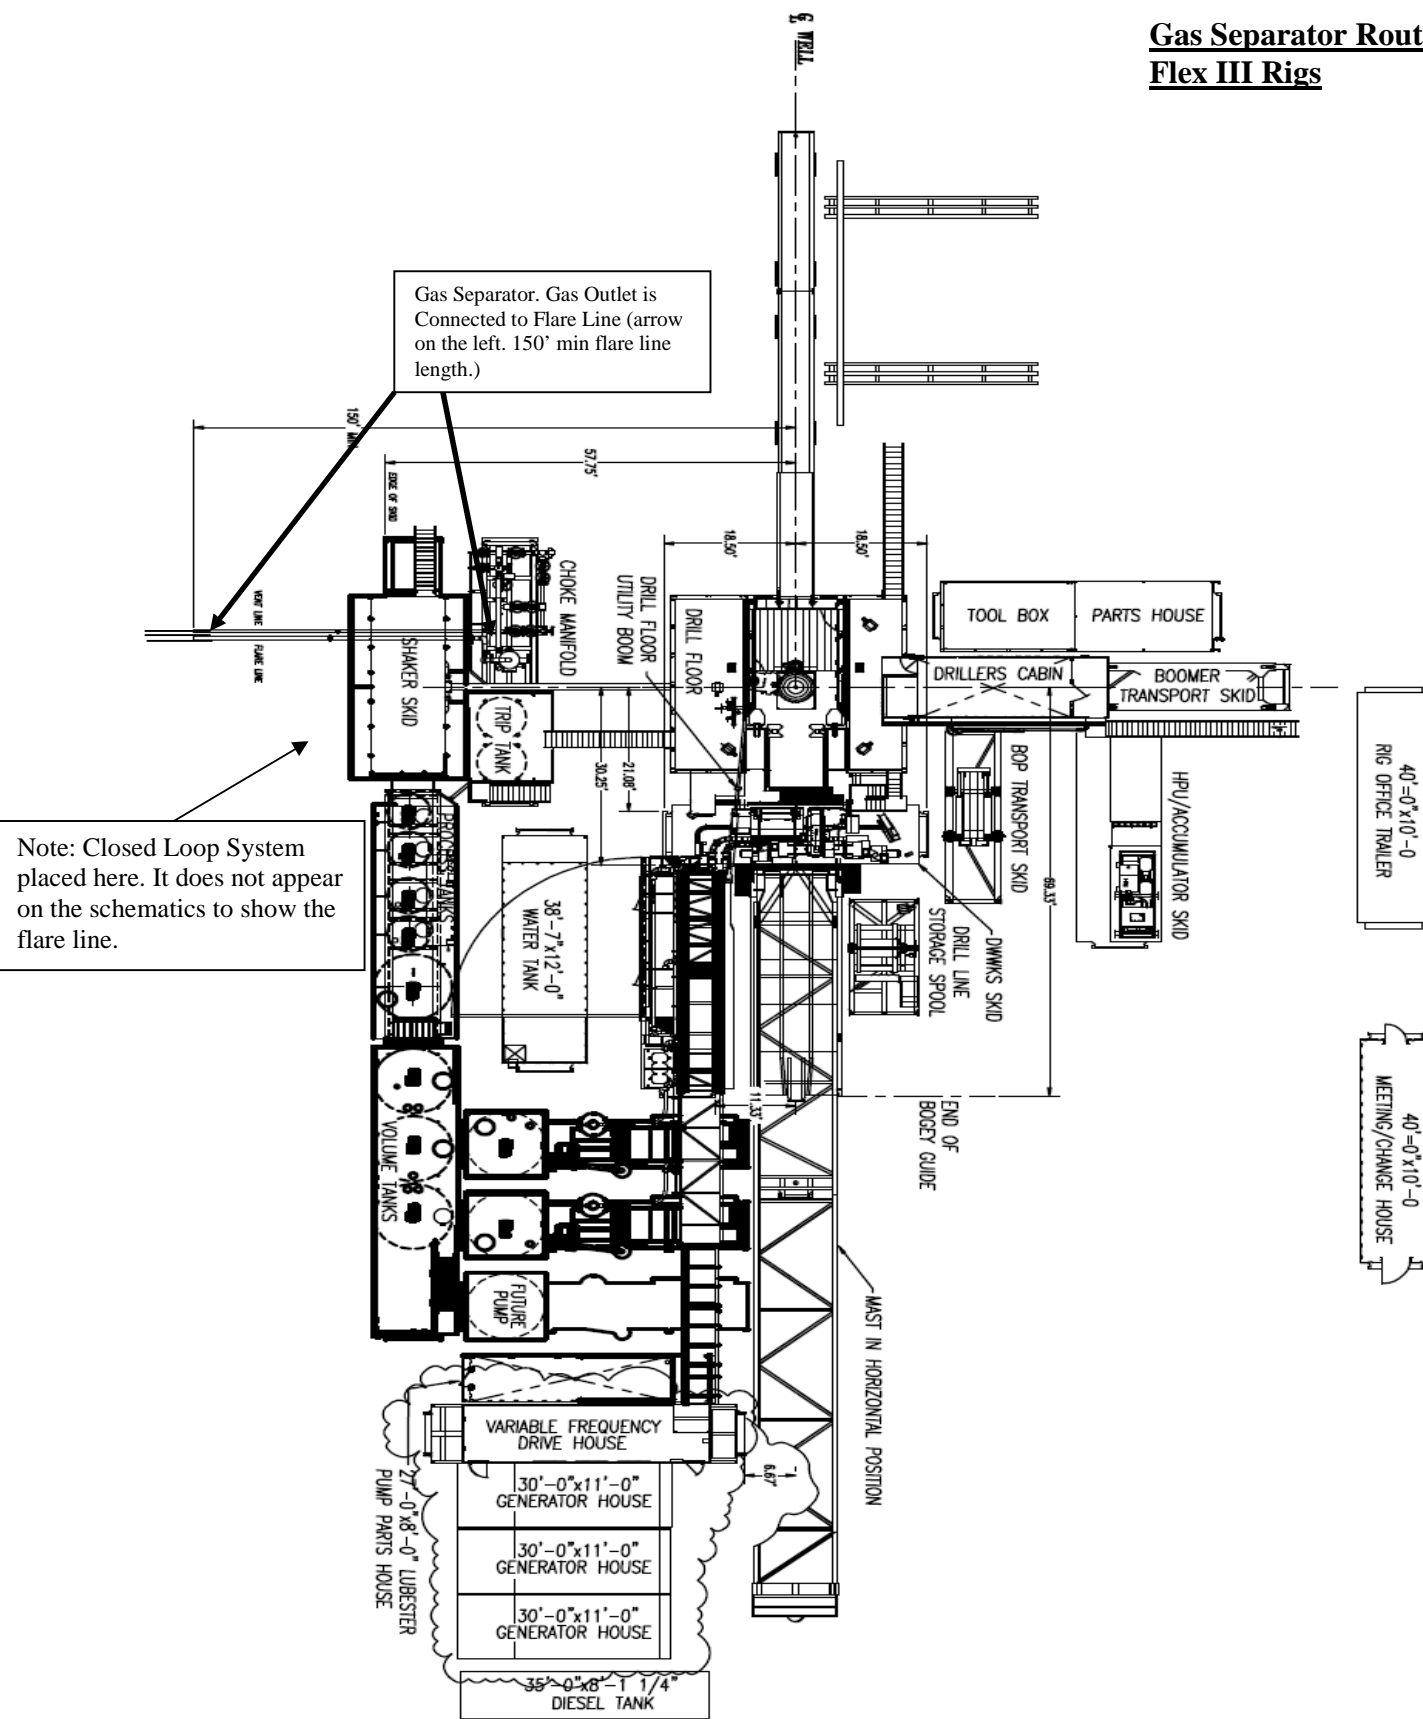 Gas Separator Rout
Flex III Rigs
℄ WELL
Gas Separator. Gas Outlet is
Connected to Flare Line (arrow
on the left. 150’ min flare line
length.)
150' MIN
57.75'
EDGE OF SKID
18.50'
18.50'
CHOKE MANIFOLD
DRILL FLOOR
UTILITY BOOM
DRILL FLOOR
TOOL BOX
PARTS HOUSE
VENT LINE
FLARE LINE
SHAKER SKID
TRIP TANK
DRILLERS CABIN
BOOMER
TRANSPORT SKID
21.08'
30.25'
BOP TRANSPORT SKID
HPU/ACCUMULATOR SKID
40'=0"x10'-0
RIG OFFICE TRAILER
Note: Closed Loop System
placed here. It does not appear
on the schematics to show the
flare line.
PROCESS TANKS
38'-7"x12'-0"
WATER TANK
69.33'
DWWKS SKID
DRILL LINE
STORAGE SPOOL
11.33'
END OF
BOGEY GUIDE
40'=0"x10'-0
MEETING/CHANGE HOUSE
VOLUME TANKS
FUTURE
PUMP
MAST IN HORIZONTAL POSITION
VARIABLE FREQUENCY
DRIVE HOUSE
6.67'
27'-0"x8'-0" LUBESTER
PUMP PARTS HOUSE
30'-0"x11'-0"
GENERATOR HOUSE
30'-0"x11'-0"
GENERATOR HOUSE
30'-0"x11'-0"
GENERATOR HOUSE
35'-0"x8'-1 1/4"
DIESEL TANK